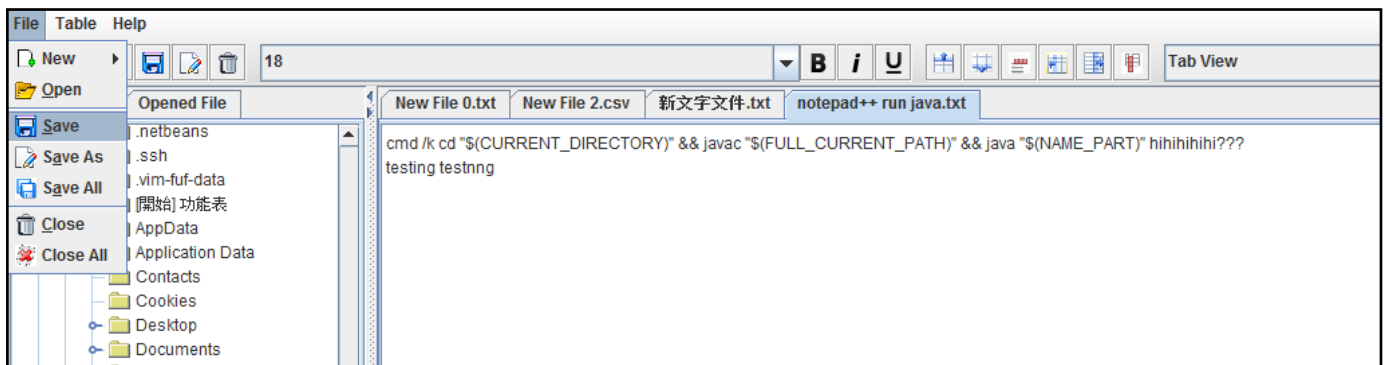 File Table Help
New
Open
Save
Save As
Save All
Close
Close All
18
B i U
Tab View
Opened File
.netbeans
.ssh
.vim-fuf-data
[開始] 功能表
AppData
Application Data
Contacts
Cookies
Desktop
Documents
New File 0.txt New File 2.csv 新文字文件.txt notepad++ run java.txt
cmd /k cd "$(CURRENT_DIRECTORY)" && javac "$(FULL_CURRENT_PATH)" && java "$(NAME_PART)" hihihihihi???
testing testnng